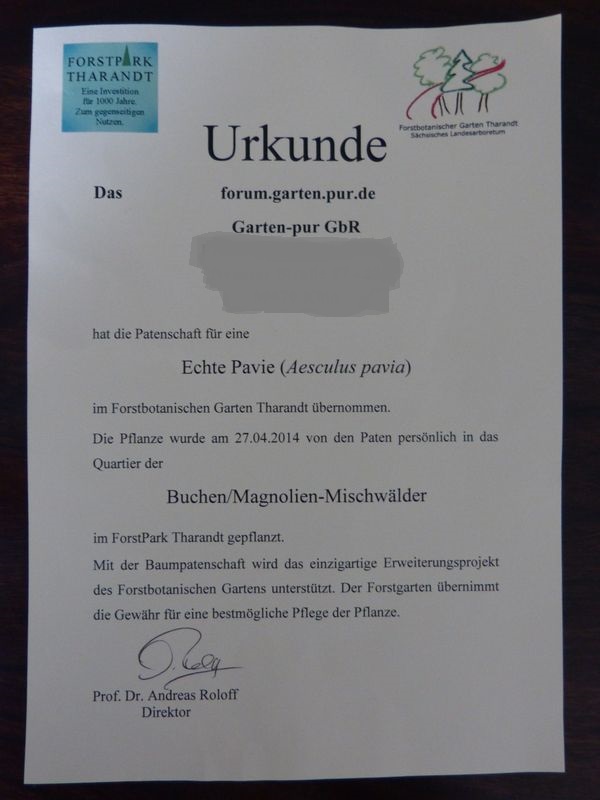 FORSTPARK
THARANDT
Eine Investition
für 1000 Jahre.
Zum gegenseitigen
Nutzen.
Forstbotanischer Garten Tharandt
Sächsisches Landesarboretum
Urkunde
Das forum.garten.pur.de
Garten-pur GbR
hat die Patenschaft für eine
Echte Pavie (Aesculus pavia)
im Forstbotanischen Garten Tharandt übernommen.
Die Pflanze wurde am 27.04.2014 von den Paten persönlich in das
Quartier der
Buchen/Magnolien-Mischwälder
im ForstPark Tharandt gepflanzt.
Mit der Baumpatenschaft wird das einzigartige Erweiterungsprojekt
des Forstbotanischen Gartens unterstützt. Der Forstgarten übernimmt
die Gewähr für eine bestmögliche Pflege der Pflanze.
Prof. Dr. Andreas Roloff
Direktor